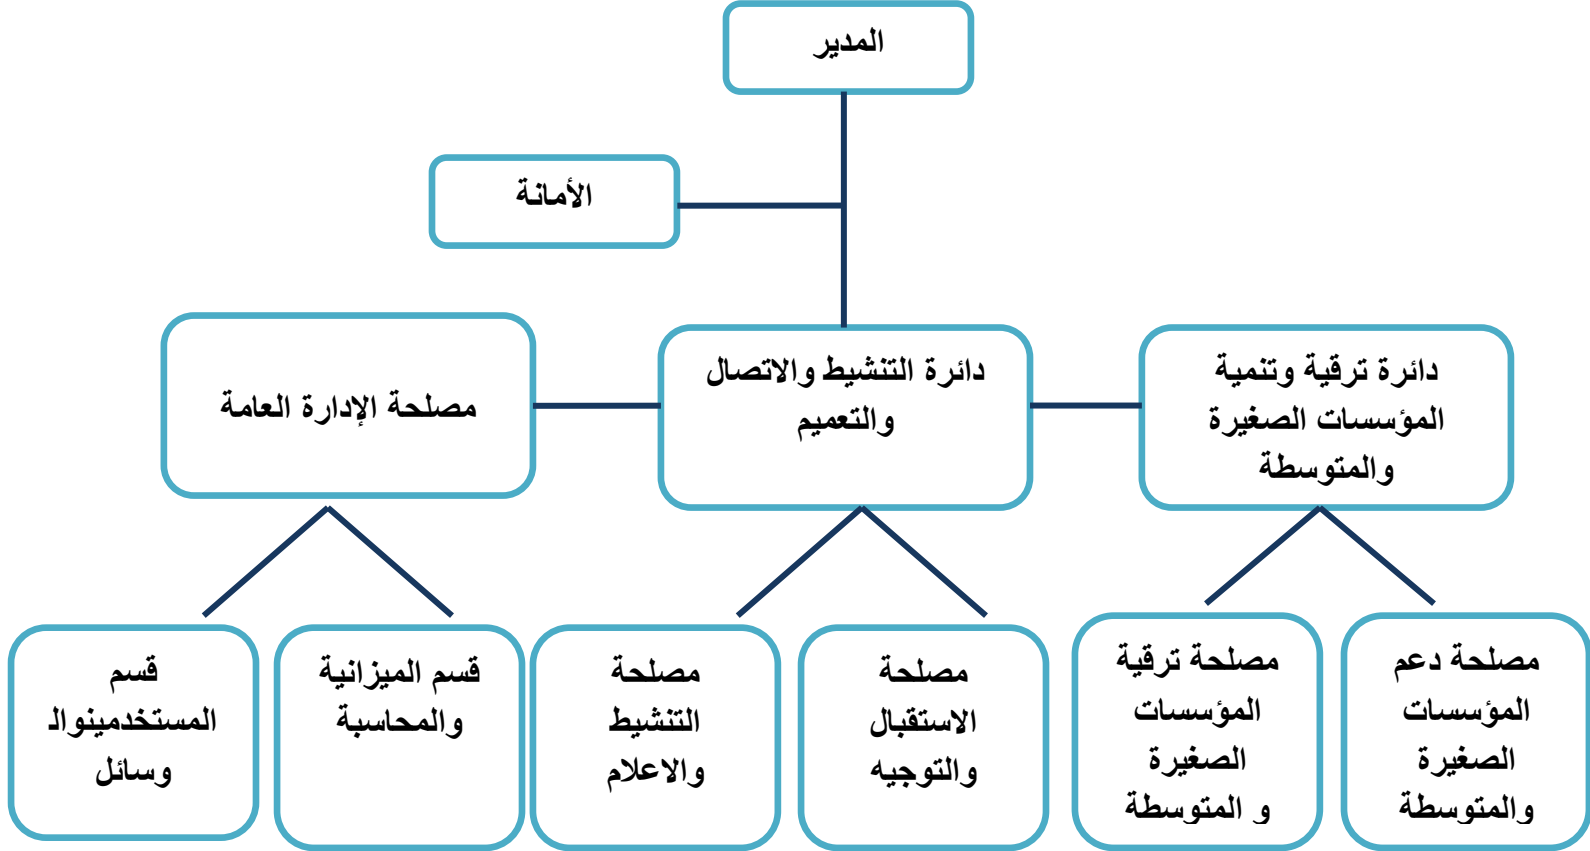 المدير
الأمانة
دائرة ترقية وتنمية
المؤسسات الصغيرة
والمتوسطة
دائرة التنشيط والاتصال
والتعميم
مصلحة الإدارة العامة
مصلحة دعم
المؤسسات
الصغيرة
والمتوسطة
مصلحة ترقية
المؤسسات
الصغيرة
و المتوسطة
مصلحة
الاستقبال
والتوجيه
مصلحة
التنشيط
والاعلام
قسم الميزانية
والمحاسبة
قسم
المستخدمينوالـ
وسائل